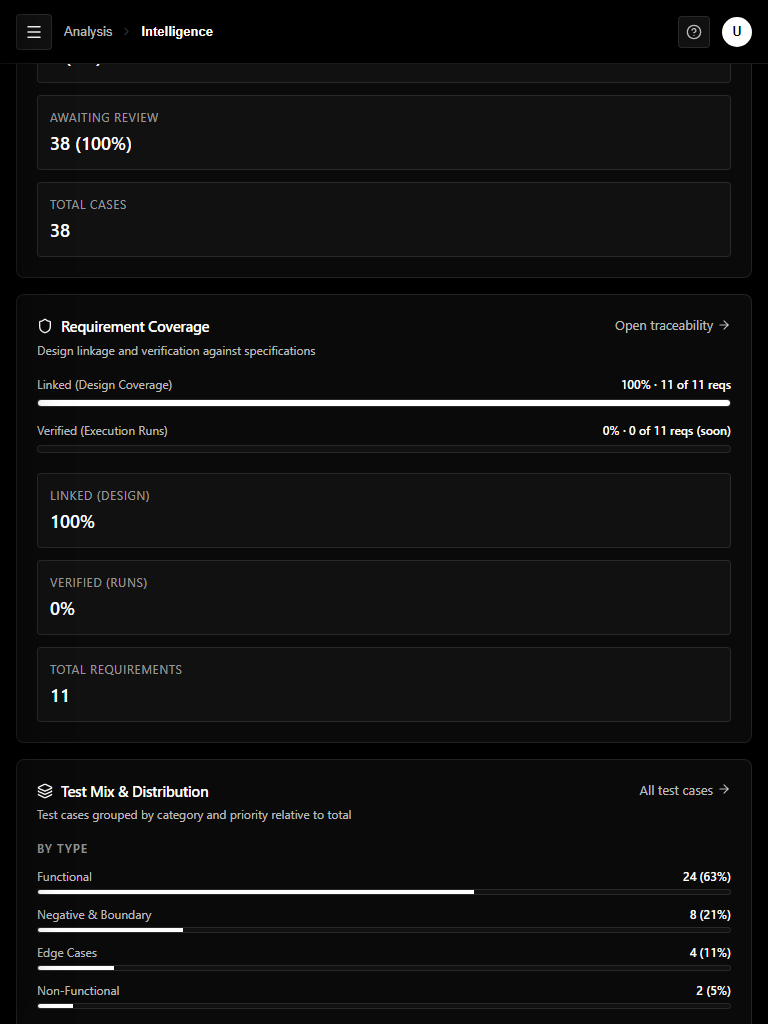 Analysis > Intelligence
U
AWAITING REVIEW
38 (100%)
TOTAL CASES
38
Requirement Coverage
Open traceability →
Design linkage and verification against specifications
Linked (Design Coverage)
100% · 11 of 11 reqs
Verified (Execution Runs)
0% · 0 of 11 reqs (soon)
LINKED (DESIGN)
100%
VERIFIED (RUNS)
0%
TOTAL REQUIREMENTS
11
Test Mix & Distribution
All test cases →
Test cases grouped by category and priority relative to total
BY TYPE
Functional
24 (63%)
Negative & Boundary
8 (21%)
Edge Cases
4 (11%)
Non-Functional
2 (5%)